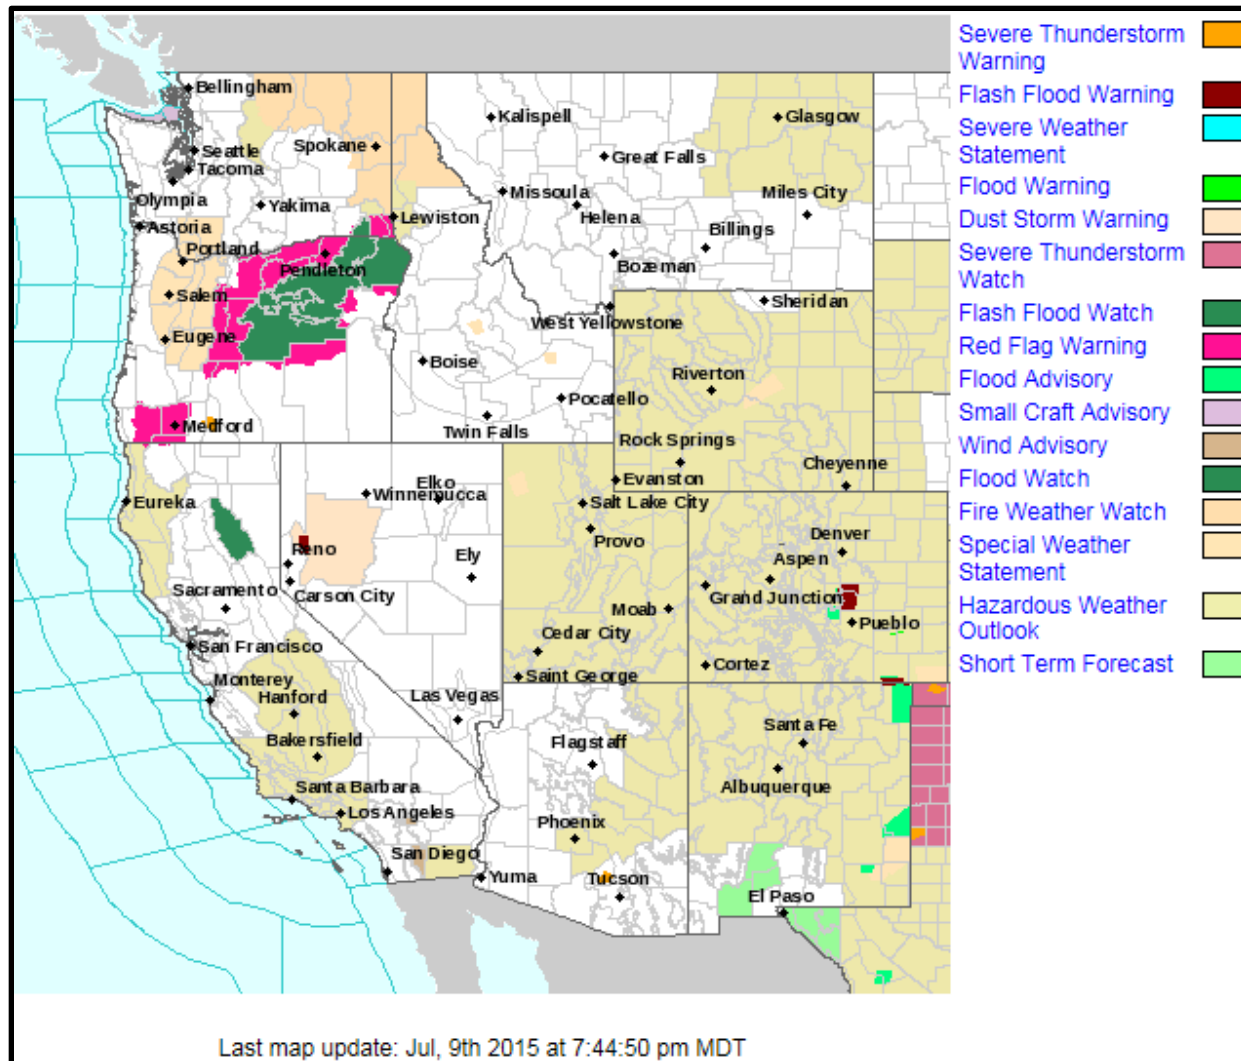 Bellingham
Seattle
Tacoma
Olympia
Astoria
Yakima
Spokane
Lewiston
Portland
Pendleton
Salem
Eugene
Medford
Kalispell
Great Falls
Missoula
Helena
Glasgow
Miles City
Billings
Bozeman
Sheridan
West Yellowstone
Boise
Pocatello
Twin Falls
Riverton
Rock Springs
Evanston
Cheyenne
Eureka
Elko
Winnemucca
Salt Lake City
Provo
Reno
Ely
Carson City
Sacramento
San Francisco
Monterey
Hanford
Bakersfield
Las Vegas
Santa Barbara
Los Angeles
San Diego
Yuma
Denver
Aspen
Grand Junction
Moab
Pueblo
Cedar City
Saint George
Cortez
Flagstaff
Santa Fe
Albuquerque
Phoenix
Tucson
El Paso
Severe Thunderstorm
Warning
Flash Flood Warning
Severe Weather
Statement
Flood Warning
Dust Storm Warning
Severe Thunderstorm
Watch
Flash Flood Watch
Red Flag Warning
Flood Advisory
Small Craft Advisory
Wind Advisory
Flood Watch
Fire Weather Watch
Special Weather
Statement
Hazardous Weather
Outlook
Short Term Forecast
Last map update: Jul, 9th 2015 at 7:44:50 pm MDT